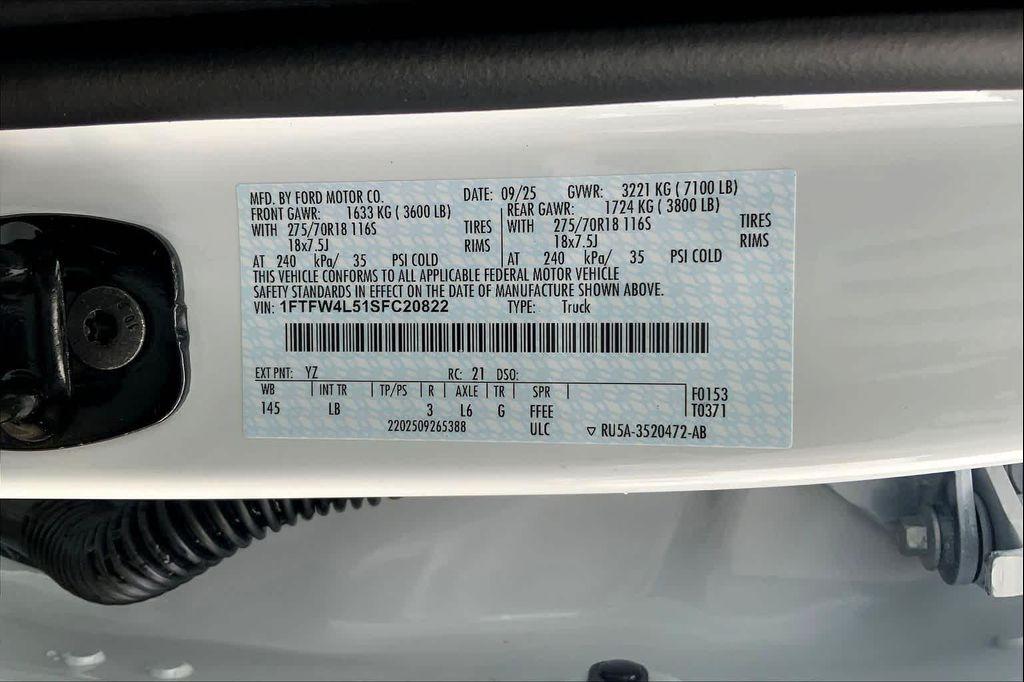 MFD. BY FORD MOTOR CO. DATE: 09/25 GVWR: 3221 KG ( 7100 LB)
FRONT GAWR: 1633 KG ( 3600 LB) REAR GAWR: 1724 KG ( 3800 LB)
WITH 275/70R18 116S TIRES WITH 275/70R18 116S TIRES
18x7.5J RIMS 18x7.5J RIMS
AT 240 kPa/ 35 PSI COLD AT 240 kPa/ 35 PSI COLD
THIS VEHICLE CONFORMS TO ALL APPLICABLE FEDERAL MOTOR VEHICLE
SAFETY STANDARDS IN EFFECT ON THE DATE OF MANUFACTURE SHOWN ABOVE.
VIN: 1FTFW4L51SFC20822 TYPE: Truck
EXT PNT: YZ RC: 21 DSO:
WB INT TR TP/PS R AXLE TR SPR F0153
145 LB 3 L6 G FFEE T0371
2202509265388 ULC ▽ RU5A-3520472-AB